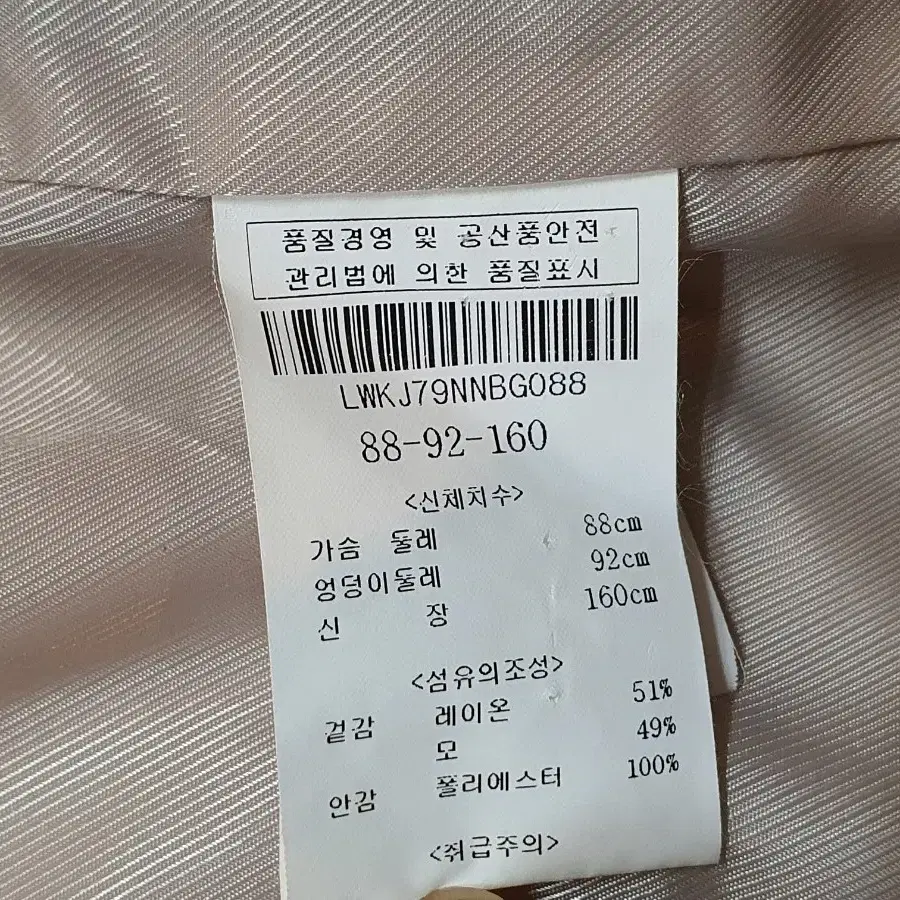 품질경영 및 공산품안전
관리법에 의한 품질표시
LWKJ79NNBG088
88-92-160
<신체치수>
가슴 둘레 88cm
엉덩이둘레 92cm
신 장 160cm
<섬유의조성>
겉감 레이온 51%
모 49%
안감 폴리에스터 100%
<취급주의>